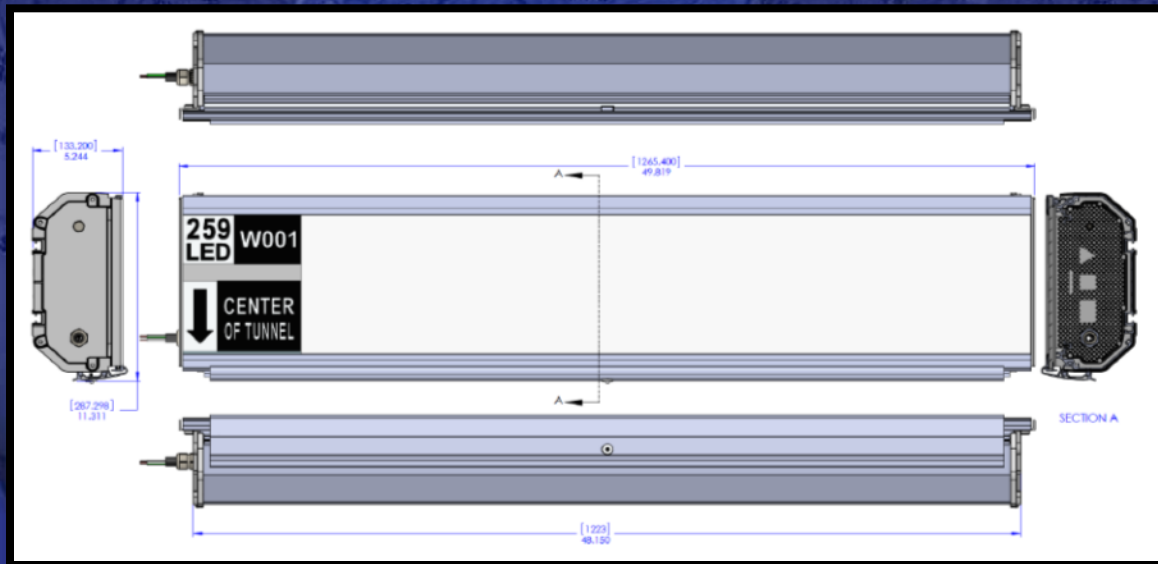 [133.200]
5.244
[1265.400]
49.819
A
259
LED
W001
CENTER
OF TUNNEL
[287.298]
11.311
A
SECTION A
[1223]
48.150